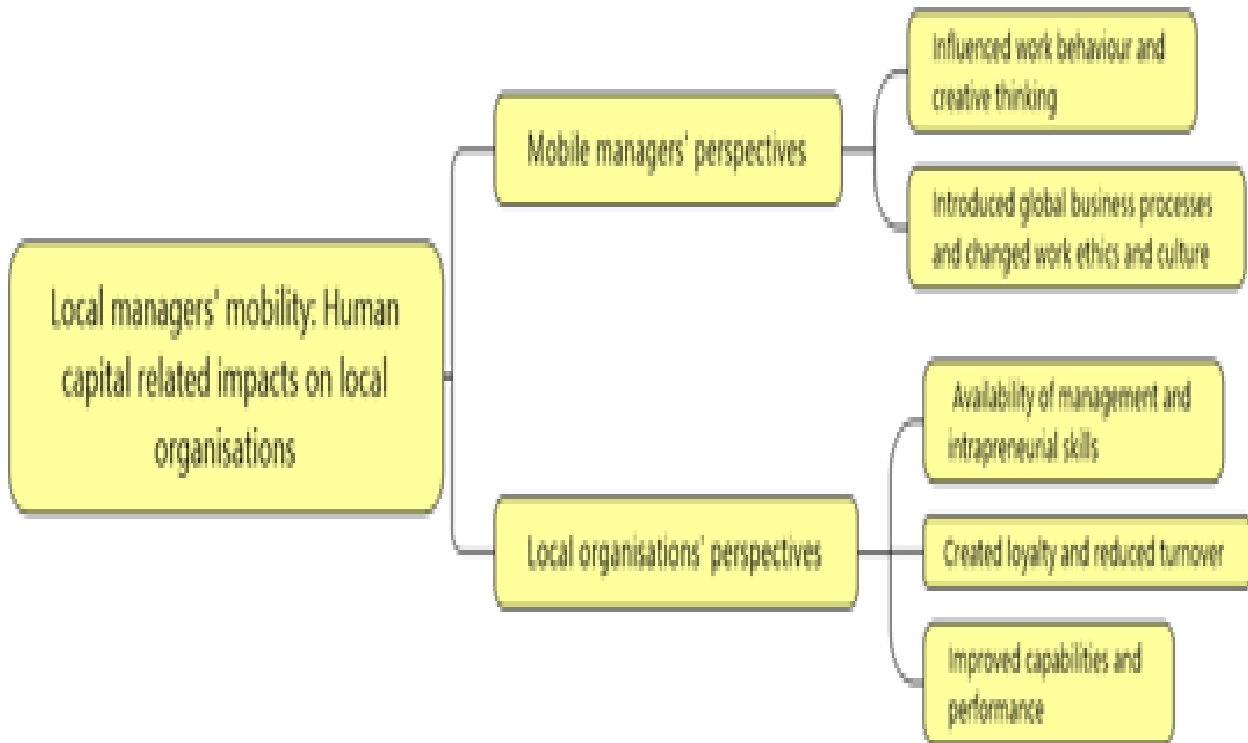 Local managers' mobility: Human
capital related impacts on local
organisations
Mobile managers' perspectives
Influenced work behaviour and
creative thinking
Introduced global business processes
and changed work ethics and culture
Local organisations' perspectives
Availability of management and
intrapreneurial skills
Created loyalty and reduced turnover
Improved capabilities and
performance